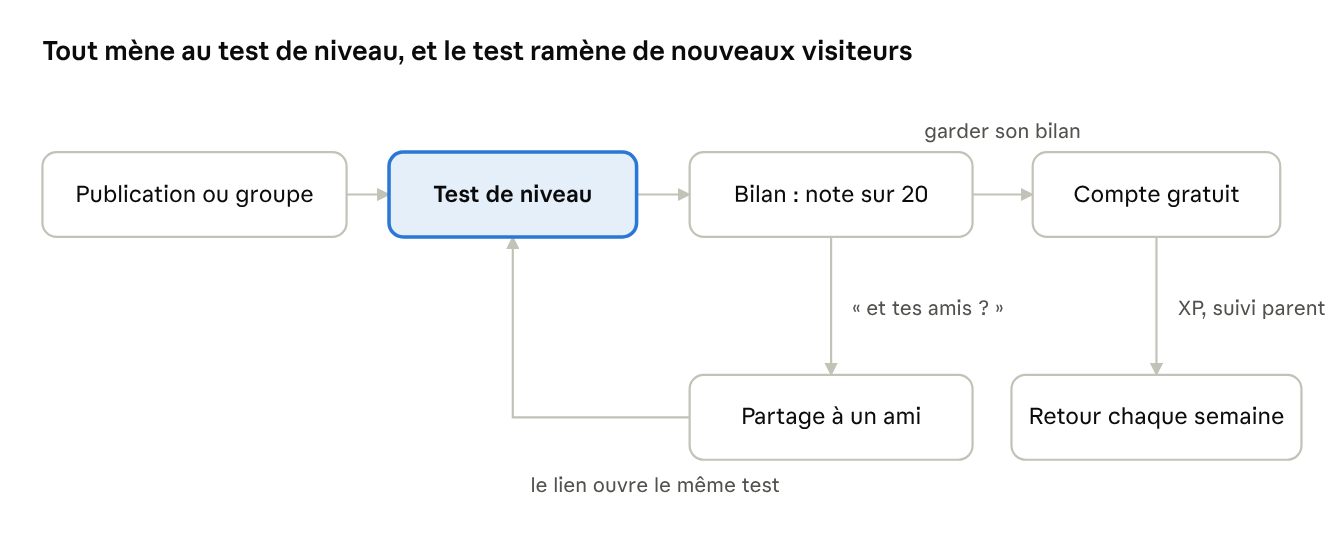 Tout mène au test de niveau, et le test ramène de nouveaux visiteurs
garder son bilan
Publication ou groupe
Test de niveau
Bilan : note sur 20
Compte gratuit
« et tes amis ? »
XP, suivi parent
Partage à un ami
Retour chaque semaine
le lien ouvre le même test